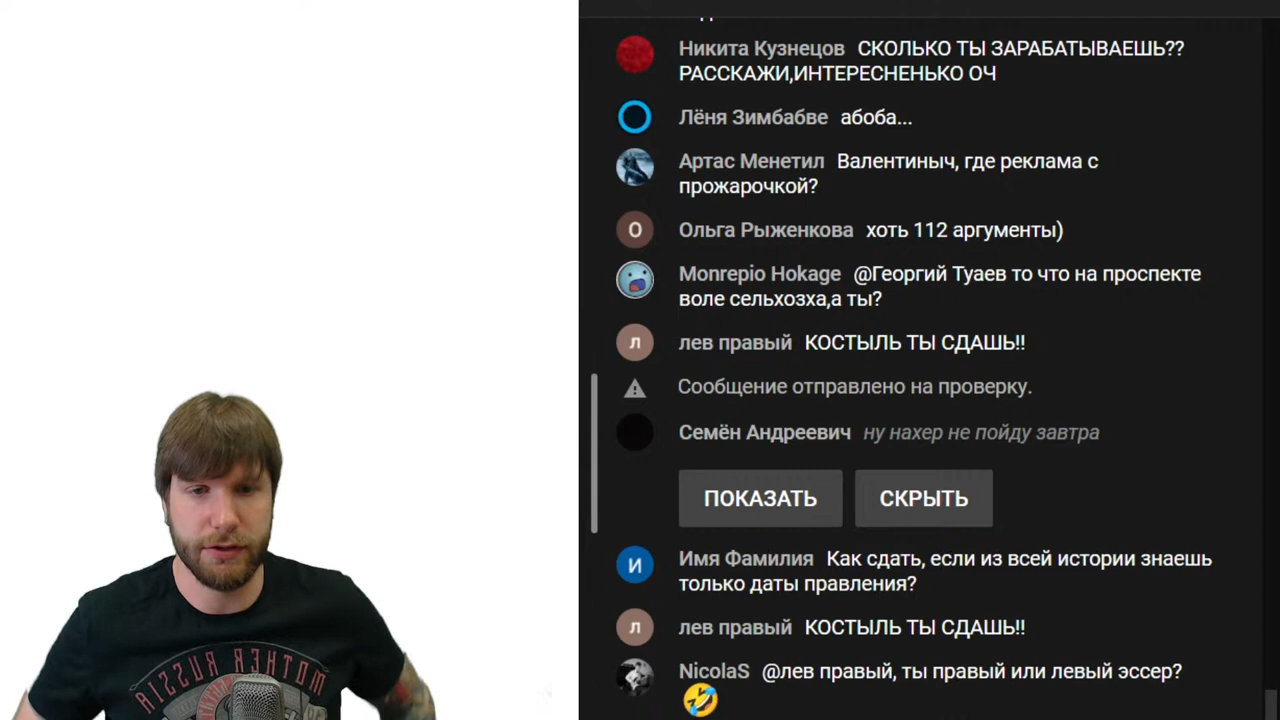 Никита Кузнецов СКОЛЬКО ТЫ ЗАРАБАТЫВАЕШЬ??
РАССКАЖИ,ИНТЕРЕСНЕНЬКО ОЧ
Лёня Зимбабве абоба...
Артас Менетил Валентиныч, где реклама с
прожарочкой?
О Ольга Рыженкова хоть 112 аргументы)
Monrepio Hokage @Георгий Туаев то что на проспекте
воле сельхозха,а ты?
л лев правый КОСТЫЛЬ ТЫ СДАШЬ!!
Сообщение отправлено на проверку.
Семён Андреевич ну нахер не пойду завтра
ПОКАЗАТЬ СКРЫТЬ
И Имя Фамилия Как сдать, если из всей истории знаешь
только даты правления?
л лев правый КОСТЫЛЬ ТЫ СДАШЬ!!
NicolaS @лев правый, ты правый или левый эссер?
🤣
MOTHER RUSSIA